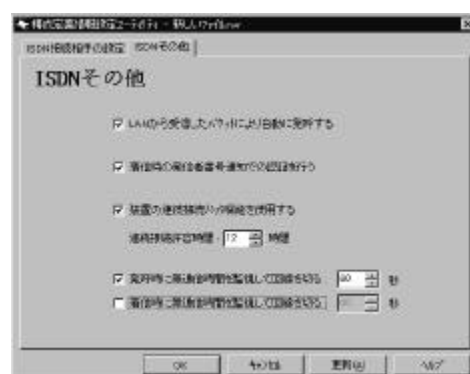 ISDN接続相手の設定 ISDNその他
ISDNその他
LANから受信したパケットにより自動に発呼する
着信時の発信者番号通知での認証を行う
装置の連続接続リミッタ機能を使用する
連続接続許容時間: 12 時間
発呼時に無通信時間を監視して回線を切る 60 秒
着信時に無通信時間を監視して回線を切る 秒
OK キャンセル 更新(A) ヘルプ